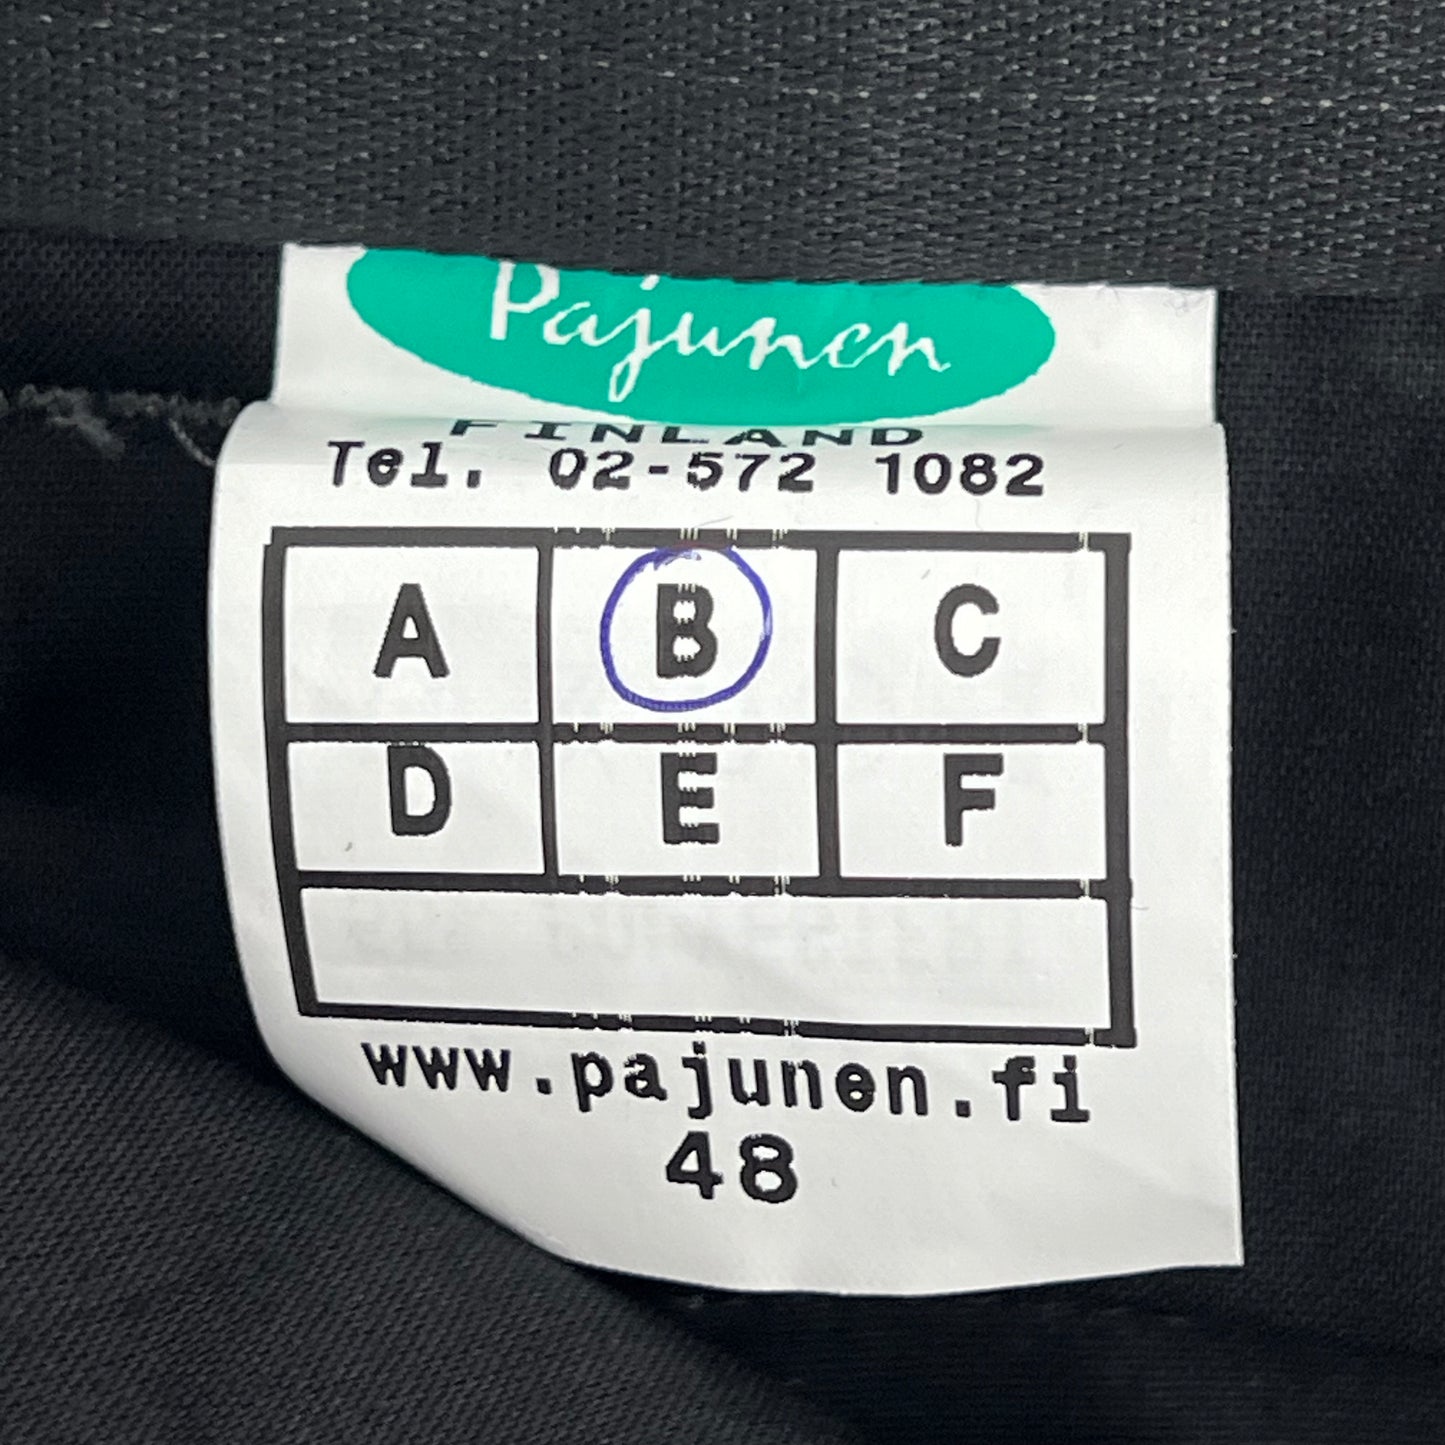 Pajunen
FINLAND
Tel. 02-572 1082
A B C
D E F
www.pajunen.fi
48